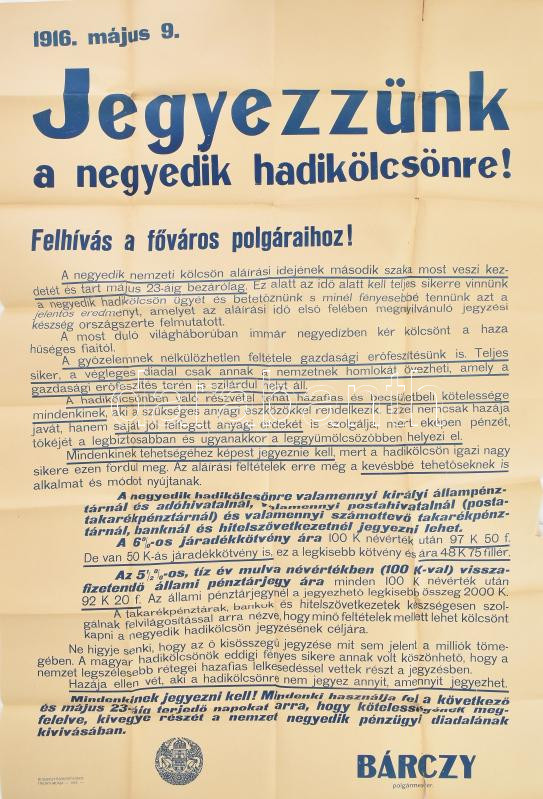 1916. május 9.
Jegyezzünk
a negyedik hadikölcsönre!
Felhívás a főváros polgáraihoz!
A negyedik nemzeti kölcsön aláírási idejének második szaka most veszi kez-
detét és tart május 23-áig bezárólag. Ez alatt az idő alatt kell teljes sikerre vinnünk
a negyedik hadikölcsön ügyét és betetőznünk s minél fényesebbé tennünk azt a
jelentős eredményt, amelyet az aláírási idő első felében megnyilvánuló jegyzési
készség országszerte felmutatott.
A most duló világháborúban immár negyedízben kér kölcsönt a haza
hűséges fiaitól.
A győzelemnek nélkülözhetlen feltétele gazdasági erőfeszítésünk is. Teljes
siker, a végleges diadal csak annak a nemzetnek homlokát övezheti, amely a
gazdasági erőfeszítés terén is szilárdul helyt áll.
A hadikölcsönben való részvétel tehát hazafias és becsületbeli kötelessége
mindenkinek, aki a szükséges anyagi eszközökkel rendelkezik. Ezzel nemcsak hazája
javát, hanem saját jól felfogott anyagi érdekét is szolgálja, mert eképen pénzét,
tőkéjét a legbiztosabban és ugyanakkor a leggyümölcsözőbben helyezi el.
Mindenkinek tehetségéhez képest jegyeznie kell, mert a hadikölcsön igazi nagy
sikere ezen fordul meg. Az aláírási feltételek erre még a kevésbbé tehetőseknek is
alkalmat és módot nyújtanak.
A negyedik hadikölcsönre valamennyi királyi állampénz-
tárnál és adóhivatalnál, valamennyi postahivatalnál (posta-
takarékpénztárnál) és valamennyi számottevő takarékpénz-
tárnál, banknál és hitelszövetkezetnél jegyezni lehet.
A 6%-os járadékkötvény ára 100 K névérték után 97 K 50 f.
De van 50 K-ás járadékkötvény is, ez a legkisebb kötvény és ára 48 K 75 fillér.
Az 5½%-os, tíz év mulva névértékben (100 K-val) vissza-
fizetendő állami pénztárjegy ára minden 100 K névérték után
92 K 20 f. Az állami pénztárjegynél a jegyezhető legkisebb összeg 2000 K.
A takarékpénztárak, bankok és hitelszövetkezetek készségesen szol-
gálnak felvilágosítással arra nézve, hogy minő feltételek mellett lehet kölcsönt
kapni a negyedik hadikölcsön jegyzésének céljára.
Ne higyje senki, hogy az ő kisösszegű jegyzése mit sem jelent a milliók töme-
gében. A magyar hadikölcsönök eddigi fényes sikere annak volt köszönhető, hogy a
nemzet legszélesebb rétegei hazafias lelkesedéssel vettek részt a jegyzésben.
Hazája ellen vét, aki a hadikölcsönre nem jegyez annyit, amennyit jegyezhet.
Mindenkinek jegyezni kell! Mindenki használja fel a következő
és május 23-áig terjedő napokat arra, hogy kötelességének meg-
felelve, kivegye részét a nemzet negyedik pénzügyi diadalának
kivívásában.
BÁRCZY
polgármester.